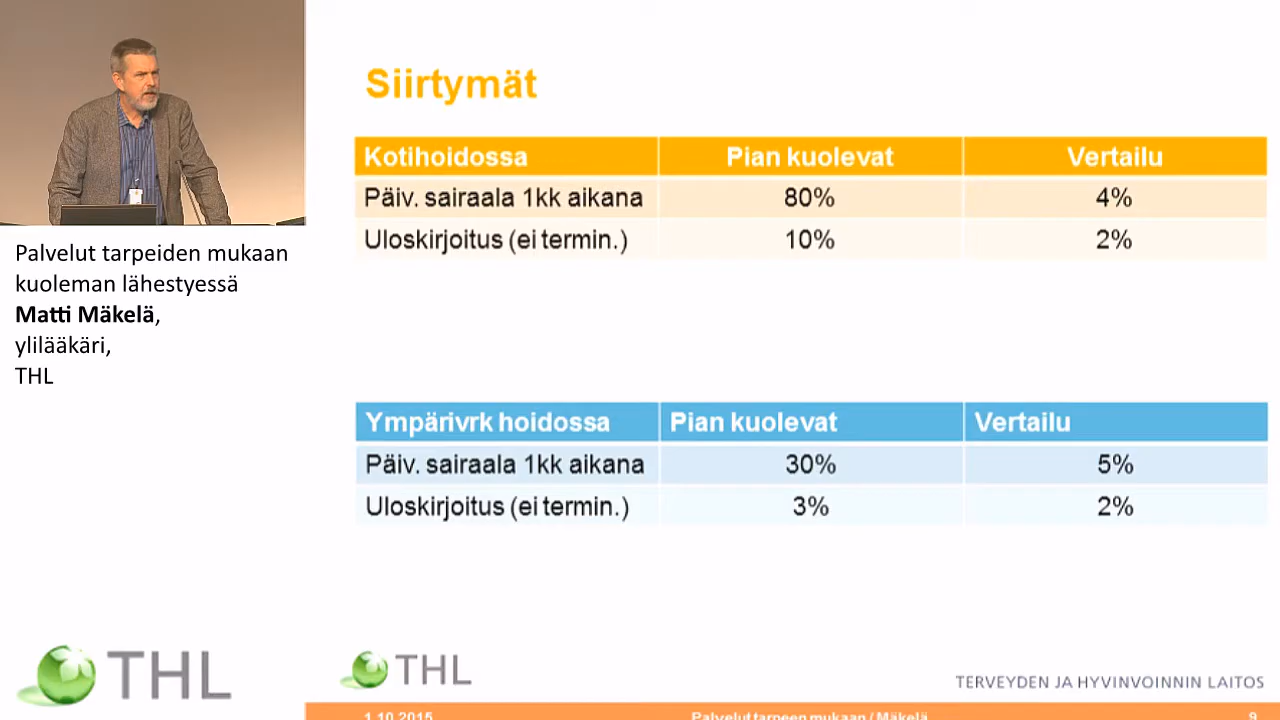 Palvelut tarpeiden mukaan
kuoleman lähestyessä
Matti Mäkelä,
ylilääkäri,
THL
THL
Siirtymät
Kotihoidossa Pian kuolevat Vertailu
Päiv. sairaala 1kk aikana 80% 4%
Uloskirjoitus (ei termin.) 10% 2%
Ympärivrk hoidossa Pian kuolevat Vertailu
Päiv. sairaala 1kk aikana 30% 5%
Uloskirjoitus (ei termin.) 3% 2%
THL
TERVEYDEN JA HYVINVOINNIN LAITOS
1.10.2015 Palvelut tarpeen mukaan / Mäkelä 9